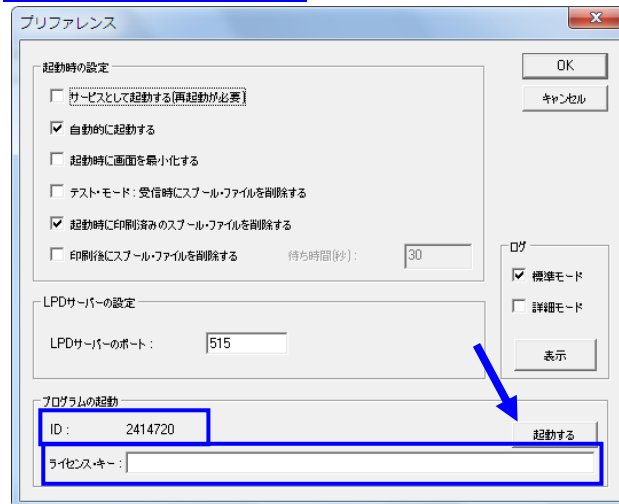 プリファレンス
起動時の設定
サービスとして起動する(再起動が必要)
自動的に起動する
起動時に画面を最小化する
テスト・モード:受信時にスプール・ファイルを削除する
起動時に印刷済みのスプール・ファイルを削除する
印刷後にスプール・ファイルを削除する 待ち時間(秒): 30
OK
キャンセル
ログ
標準モード
詳細モード
表示
LPDサーバーの設定
LPDサーバーのポート: 515
プログラムの起動
ID: 2414720
起動する
ライセンス・キー: